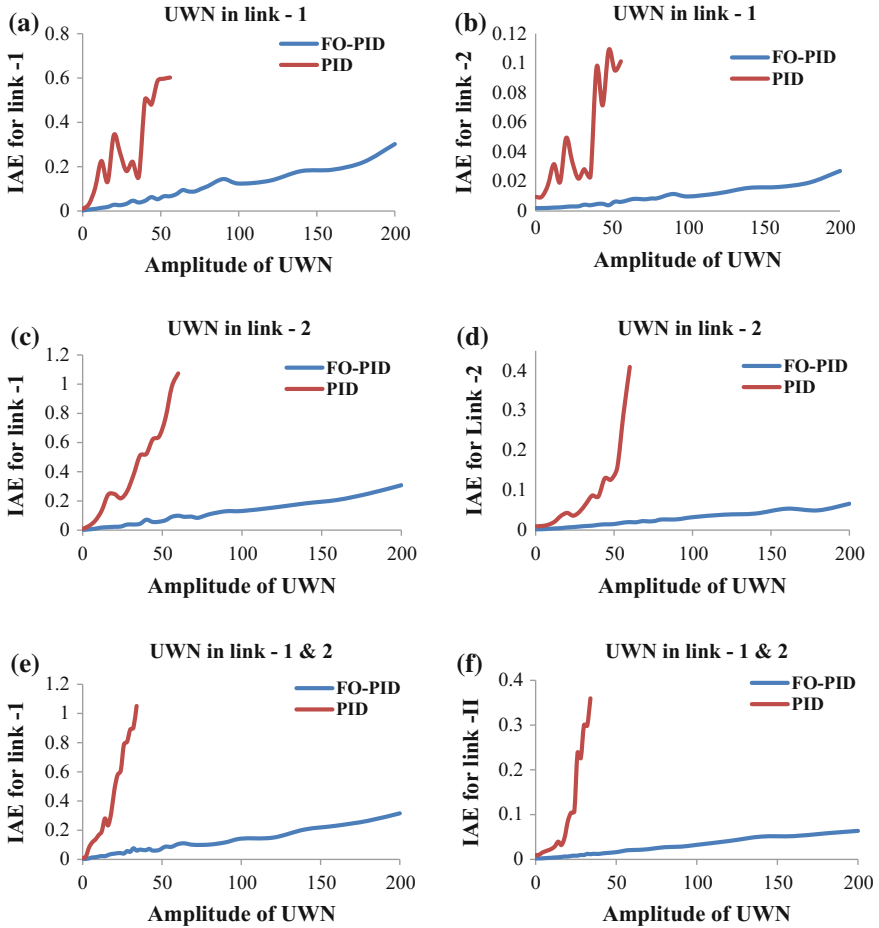 (a)
UWN in link - 1
IAE for link -1
0.8
0.6
0.4
0.2
0
FO-PID
PID
0
50
100
150
200
Amplitude of UWN
(b)
UWN in link - 1
IAE for link -2
0.12
0.1
0.08
0.06
0.04
0.02
0
FO-PID
PID
0
50
100
150
200
Amplitude of UWN
(c)
UWN in link - 2
IAE for link -1
1.2
1
0.8
0.6
0.4
0.2
0
FO-PID
PID
0
50
100
150
200
Amplitude of UWN
(d)
UWN in link - 2
IAE for Link -2
0.4
0.3
0.2
0.1
0
FO-PID
PID
0
50
100
150
200
Amplitude of UWN
(e)
UWN in link - 1 & 2
IAE for link -1
1.2
1
0.8
0.6
0.4
0.2
0
FO-PID
PID
0
50
100
150
200
Amplitude of UWN
(f)
UWN in link - 1 & 2
IAE for link -II
0.4
0.3
0.2
0.1
0
FO-PID
PID
0
50
100
150
200
Amplitude of UWN